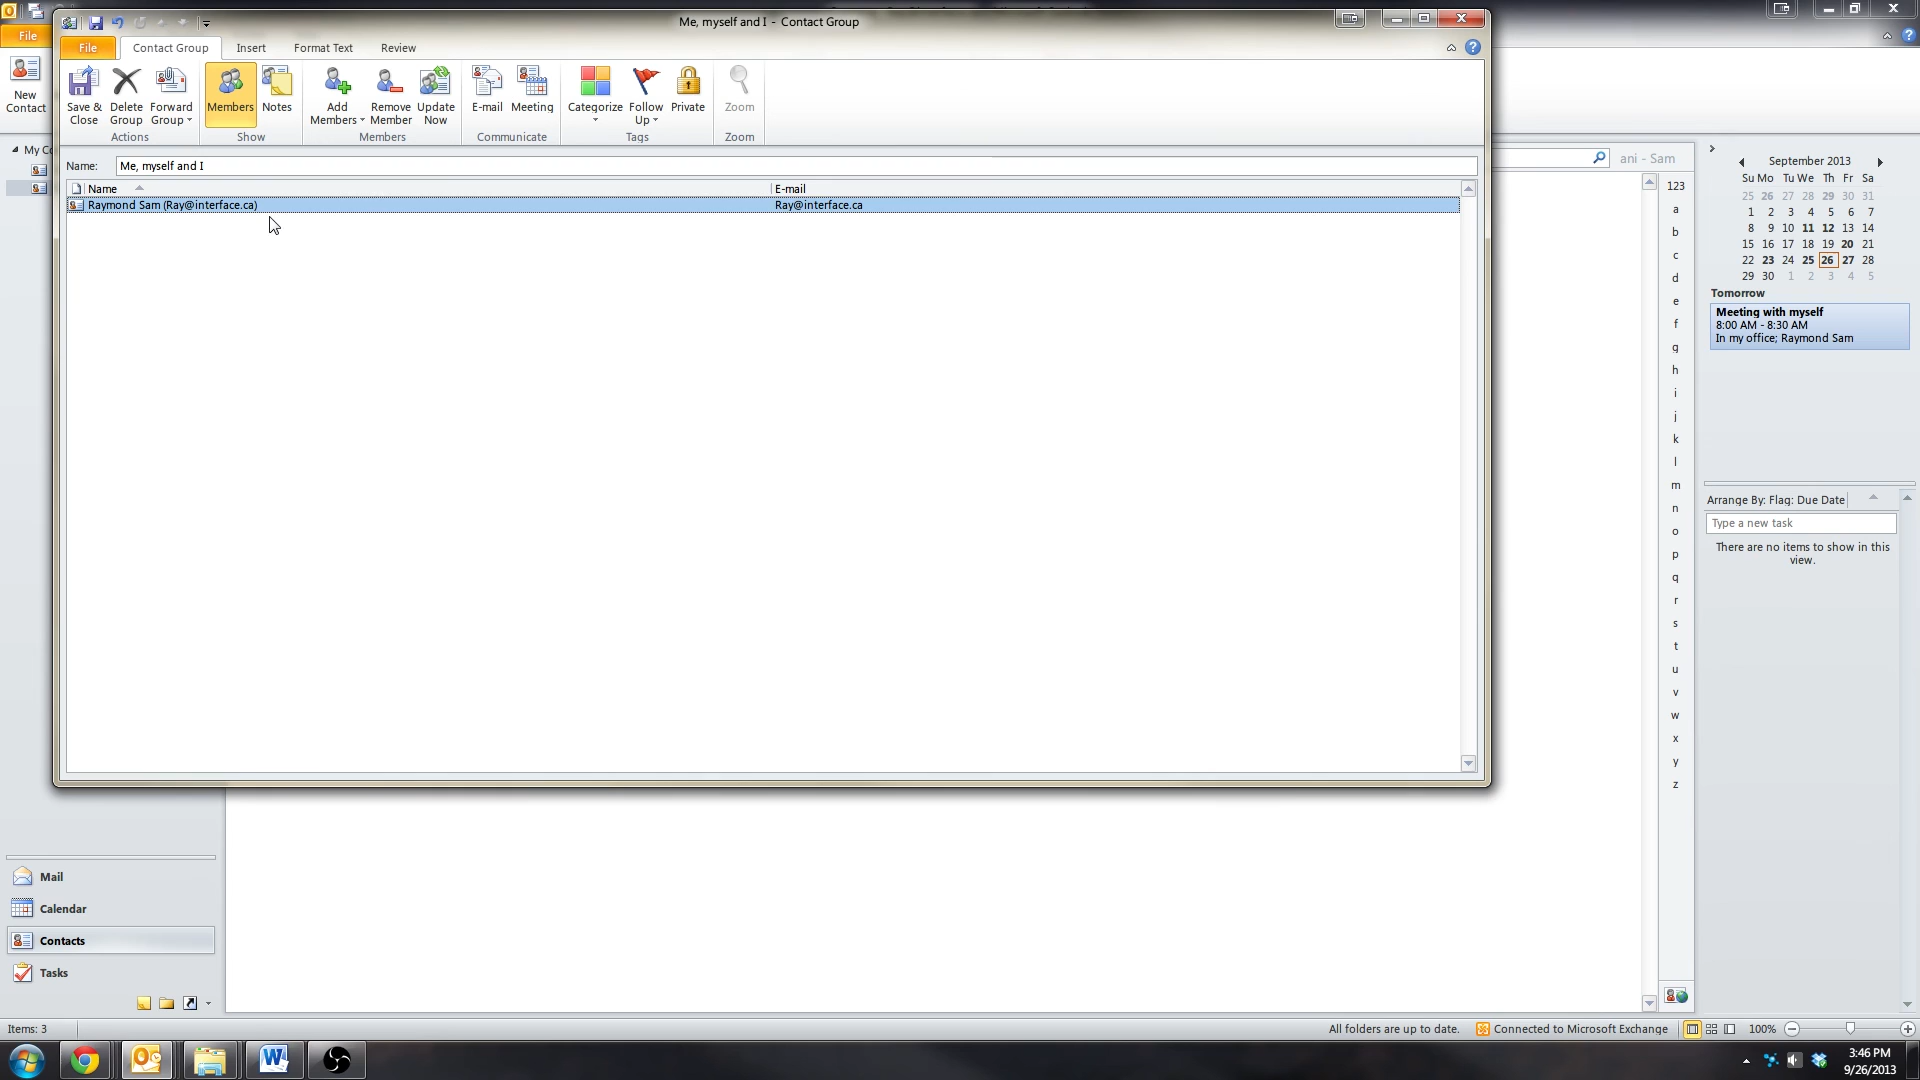 Me, myself and I - Contact Group
File
Contact Group
Insert
Format Text
Review
File
New
Contact
Save &
Close
Delete
Group
Forward
Group
Actions
Members
Notes
Show
Add
Members
Remove
Member
Update
Now
Members
E-mail
Meeting
Communicate
Categorize
Follow
Up
Private
Tags
Zoom
Zoom
Name:
Me, myself and I
Name
E-mail
Raymond Sam (Ray@interface.ca)
Ray@interface.ca
ani - Sam
123
a
b
c
d
e
f
g
h
i
j
k
l
m
n
o
p
q
r
s
t
u
v
w
x
y
z
September 2013
Su Mo Tu We Th Fr Sa
25 26 27 28 29 30 31
1 2 3 4 5 6 7
8 9 10 11 12 13 14
15 16 17 18 19 20 21
22 23 24 25 26 27 28
29 30 1 2 3 4 5
Tomorrow
Meeting with myself
8:00 AM - 8:30 AM
In my office; Raymond Sam
Arrange By: Flag: Due Date
Type a new task
There are no items to show in this
view.
Mail
Calendar
Contacts
Tasks
Items: 3
All folders are up to date.
Connected to Microsoft Exchange
100%
3:46 PM
9/26/2013